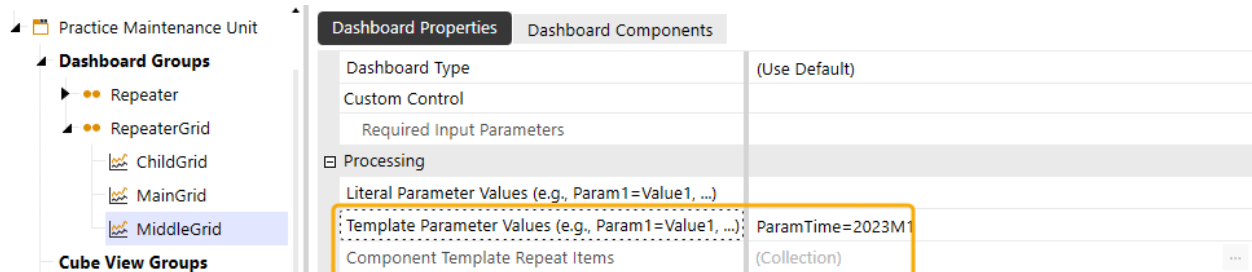 Practice Maintenance Unit
Dashboard Groups
Repeater
RepeaterGrid
ChildGrid
MainGrid
MiddleGrid
Cube View Groups
Dashboard Properties
Dashboard Components
Dashboard Type
(Use Default)
Custom Control
Required Input Parameters
Processing
Literal Parameter Values (e.g., Param1=Value1, ...)
Template Parameter Values (e.g., Param1=Value1, ...)
ParamTime=2023M1
Component Template Repeat Items
(Collection)
...